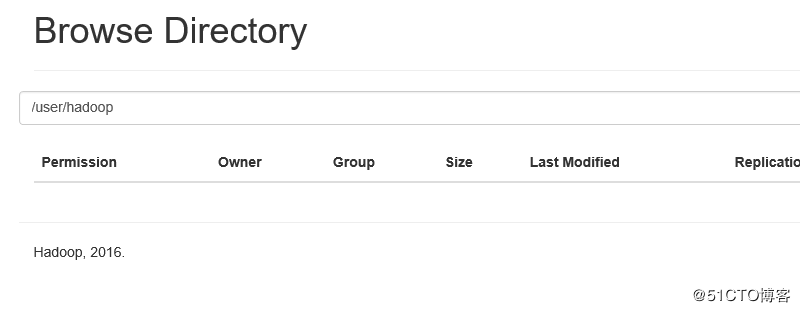 Browse Directory
/user/hadoop
Permission Owner Group Size Last Modified Replicatio
Hadoop, 2016.
@51CTO博客